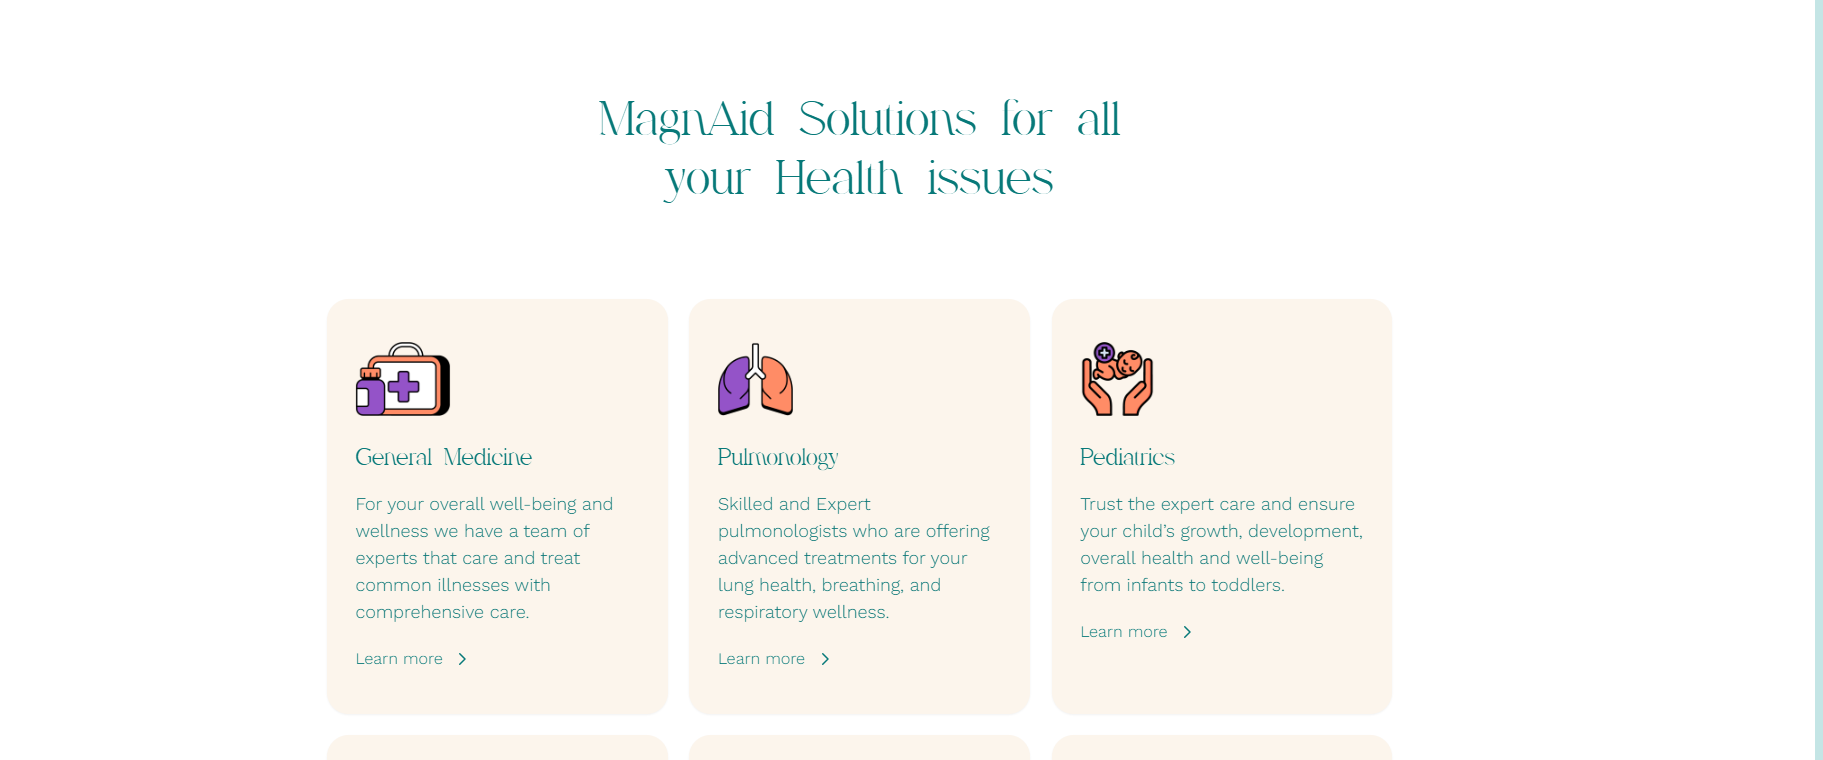 MagnAid Solutions for all
your Health issues
General Medicine
For your overall well-being and
wellness we have a team of
experts that care and treat
common illnesses with
comprehensive care.
Learn more
Pulmonology
Skilled and Expert
pulmonologists who are offering
advanced treatments for your
lung health, breathing, and
respiratory wellness.
Learn more
Pediatrics
Trust the expert care and ensure
your child’s growth, development,
overall health and well-being
from infants to toddlers.
Learn more